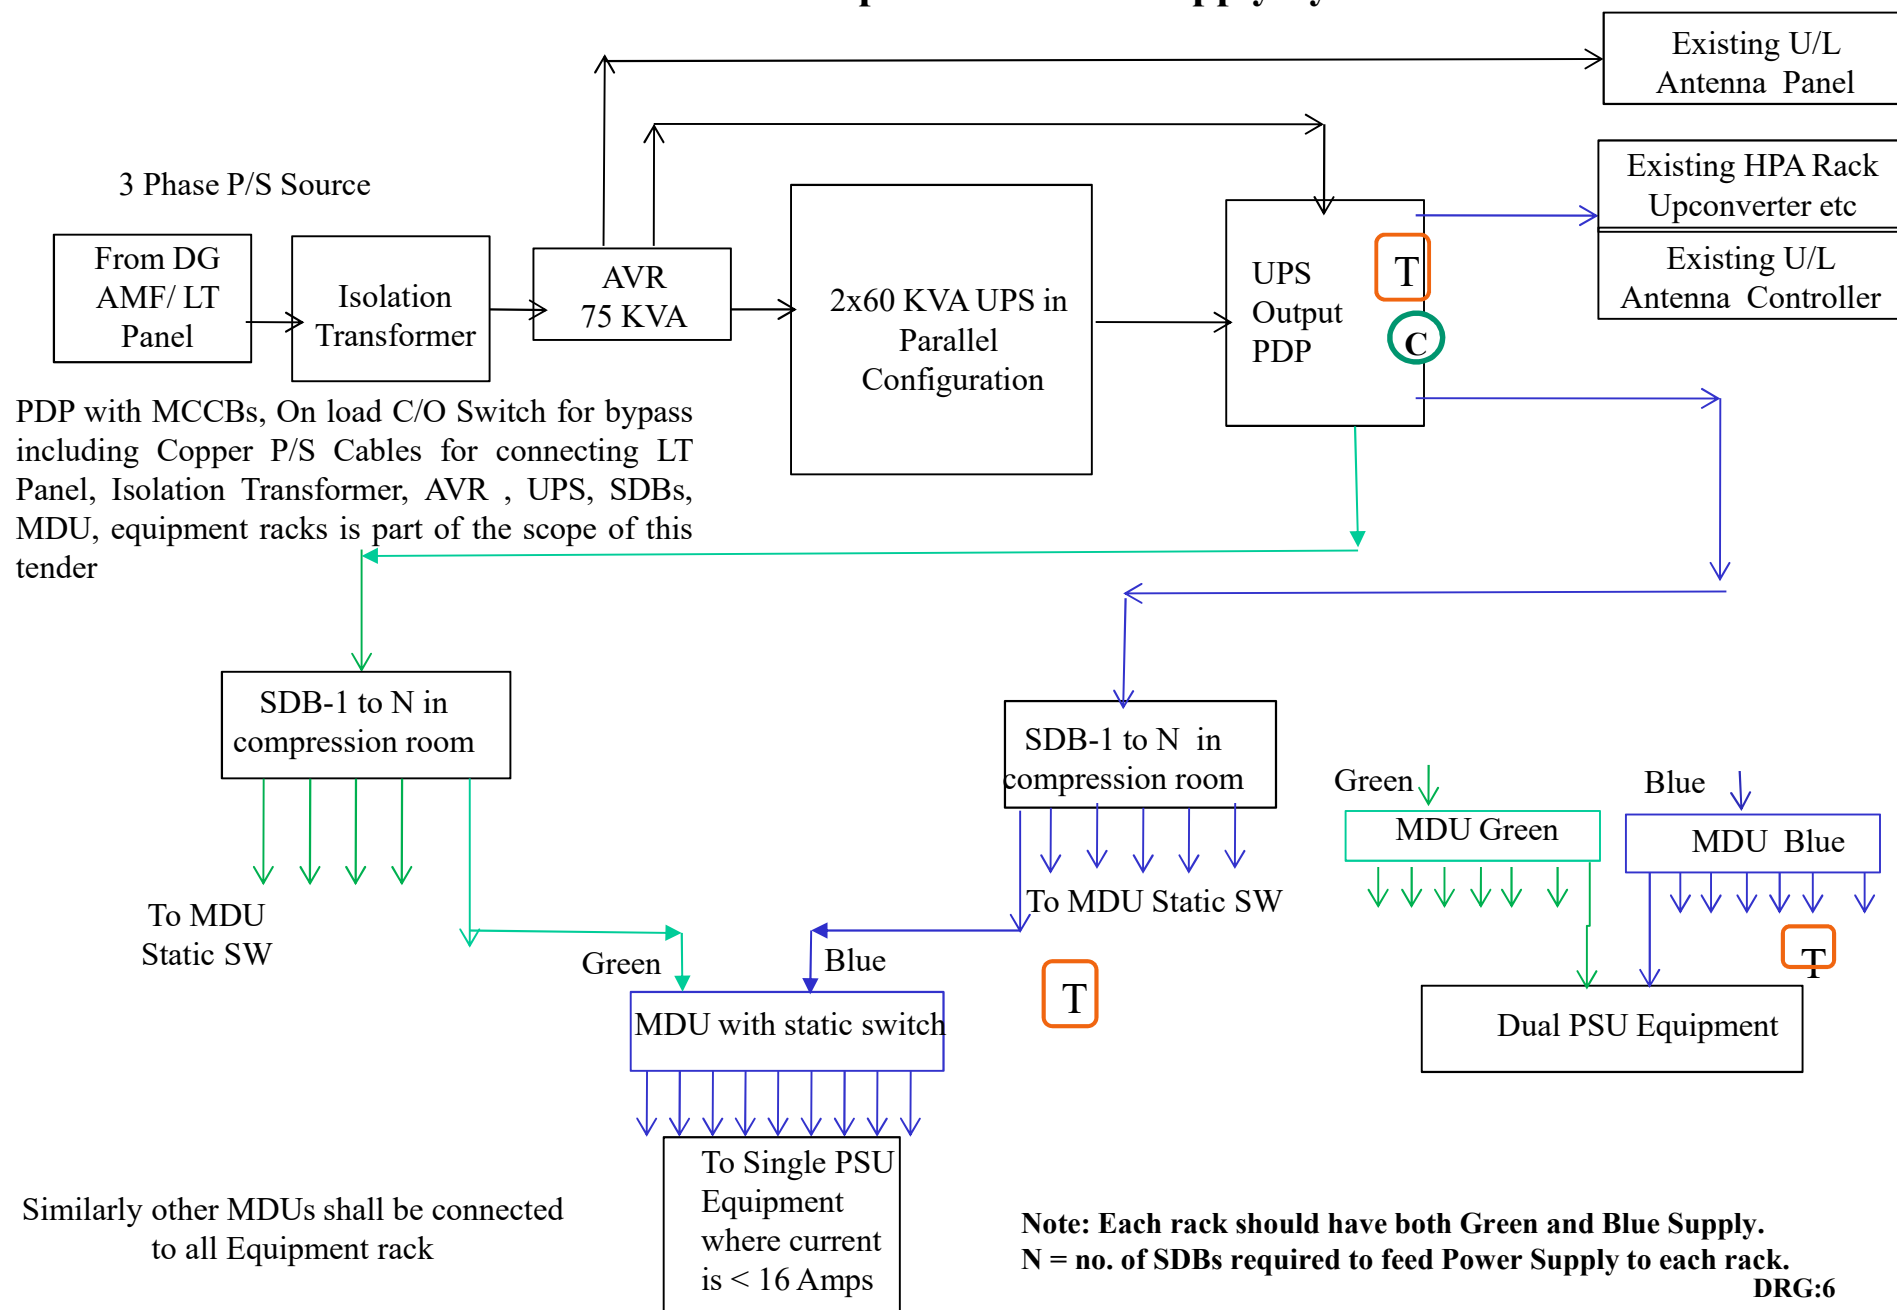 Existing U/L
Antenna Panel
Existing HPA Rack
Upconverter etc
Existing U/L
Antenna Controller
3 Phase P/S Source
From DG
AMF/ LT
Panel
Isolation
Transformer
AVR
75 KVA
2x60 KVA UPS in
Parallel
Configuration
UPS
Output
PDP
T
C
PDP with MCCBs, On load C/O Switch for bypass
including Copper P/S Cables for connecting LT
Panel, Isolation Transformer, AVR , UPS, SDBs,
MDU, equipment racks is part of the scope of this
tender
SDB-1 to N in
compression room
SDB-1 to N in
compression room
Green
Blue
MDU Green
MDU Blue
To MDU
Static SW
To MDU Static SW
Green
Blue
T
T
MDU with static switch
Dual PSU Equipment
To Single PSU
Equipment
where current
is < 16 Amps
Similarly other MDUs shall be connected
to all Equipment rack
Note: Each rack should have both Green and Blue Supply.
N = no. of SDBs required to feed Power Supply to each rack.
DRG:6